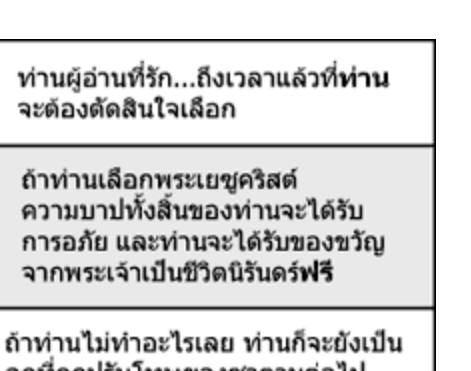 ท่านผู้อ่านที่รัก...ถึงเวลาแล้วที่ท่าน
จะต้องตัดสินใจเลือก
ถ้าท่านเลือกพระเยซูคริสต์
ความบาปทั้งสิ้นของท่านจะได้รับ
การอภัย และท่านจะได้รับของขวัญ
จากพระเจ้าเป็นชีวิตนิรันดร์ฟรี
ถ้าท่านไม่ทำอะไรเลย ท่านก็จะยังเป็น